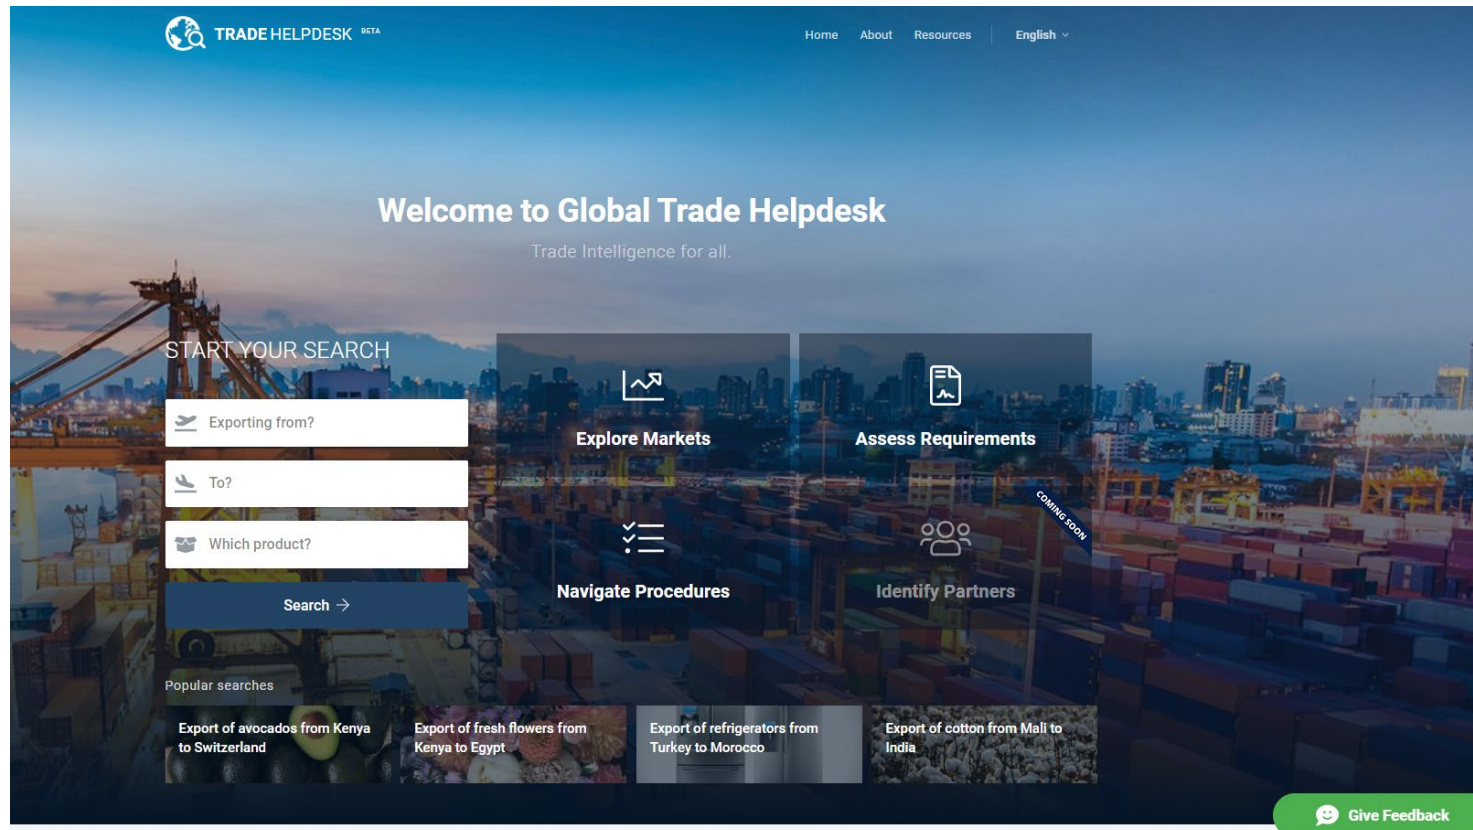 TRADE HELPDESK BETA
Home About Resources English
Welcome to Global Trade Helpdesk
Trade Intelligence for all.
START YOUR SEARCH
Exporting from?
To?
Which product?
Search
Explore Markets
Assess Requirements
Navigate Procedures
COMING SOON
Identify Partners
Popular searches
Export of avocados from Kenya
to Switzerland
Export of fresh flowers from
Kenya to Egypt
Export of refrigerators from
Turkey to Morocco
Export of cotton from Mali to
India
Give Feedback